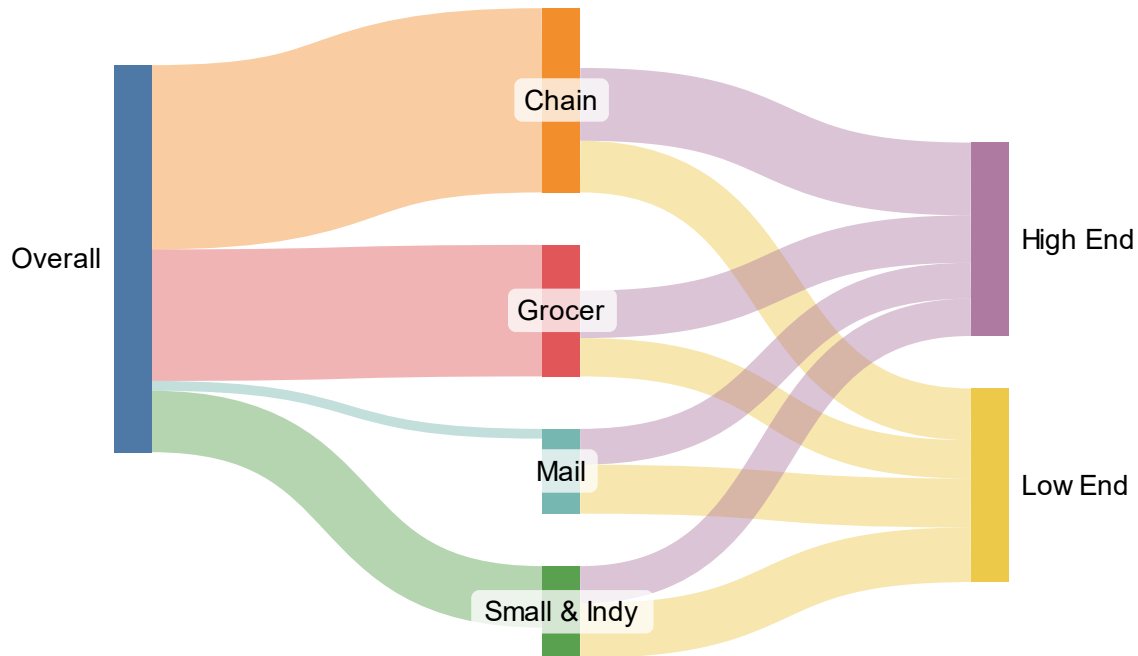 Overall
Chain
Grocer
Mail
Small & Indy
High End
Low End